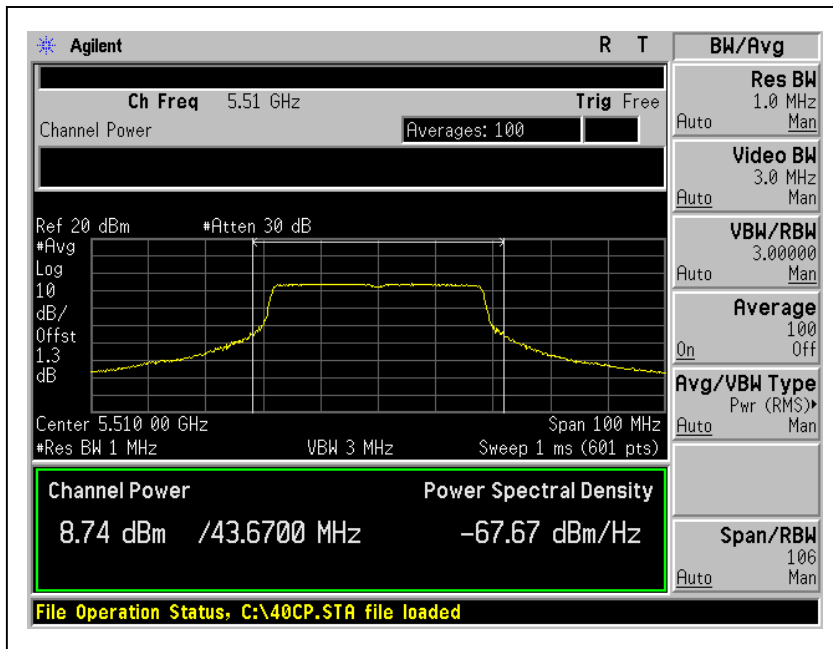 Agilent R T
Ch Freq 5.51 GHz Trig Free
Channel Power Averages: 100
Ref 20 dBm #Atten 30 dB
#Avg
Log
10
dB/
Offst
1.3
dB
Center 5.510 00 GHz Span 100 MHz
#Res BW 1 MHz VBW 3 MHz Sweep 1 ms (601 pts)
Channel Power Power Spectral Density
8.74 dBm /43.6700 MHz -67.67 dBm/Hz
File Operation Status, C:\40CP.STA file loaded
BW/Avg
Res BW
1.0 MHz
Auto Man
Video BW
3.0 MHz
Auto Man
VBW/RBW
3.00000
Auto Man
Average
100
On Off
Avg/VBW Type
Pwr (RMS)▸
Auto Man
Span/RBW
106
Auto Man